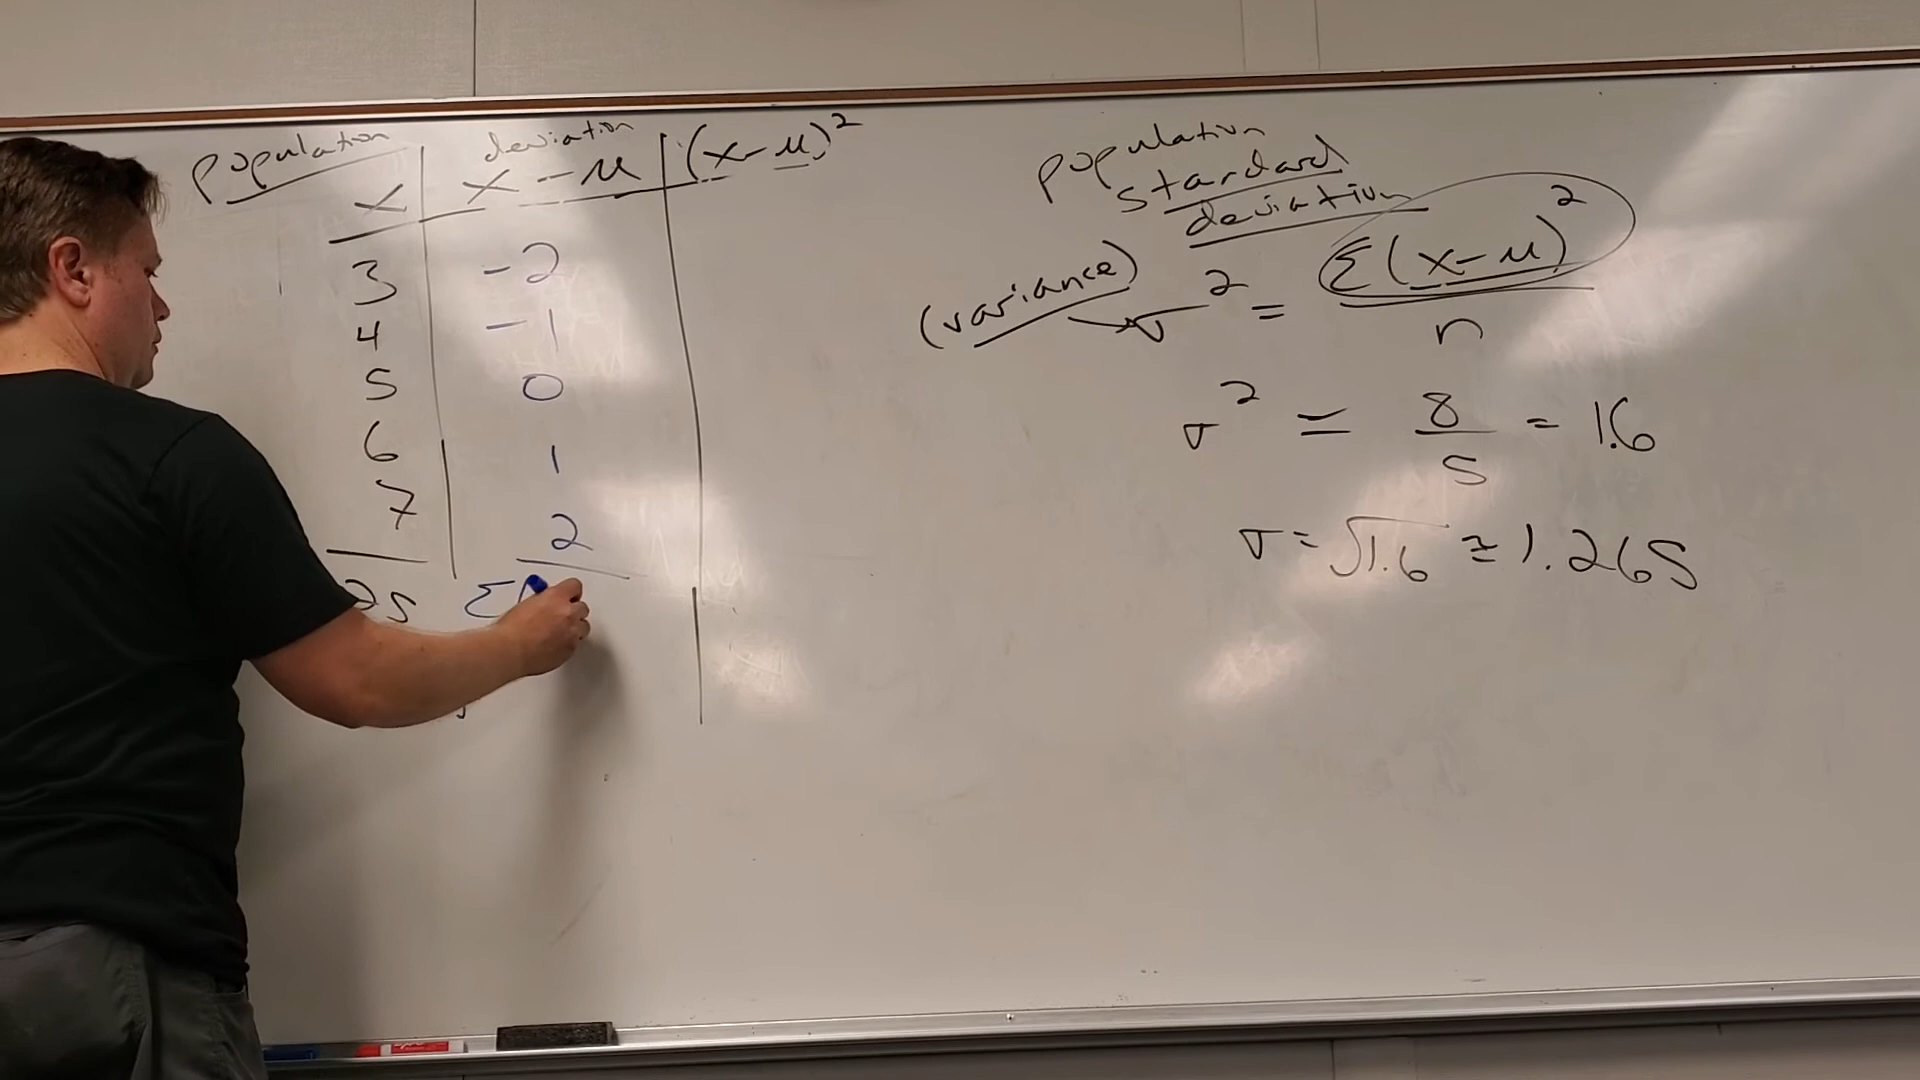 population
x
deviation
x - μ
(x - μ)²
3 -2
4 -1
5 0
6 1
7 2
25 Σ
population
standard
deviation
(variance) → σ² = Σ(x-μ)² / n
σ² = 8/5 = 1.6
σ = √1.6 ≈ 1.265